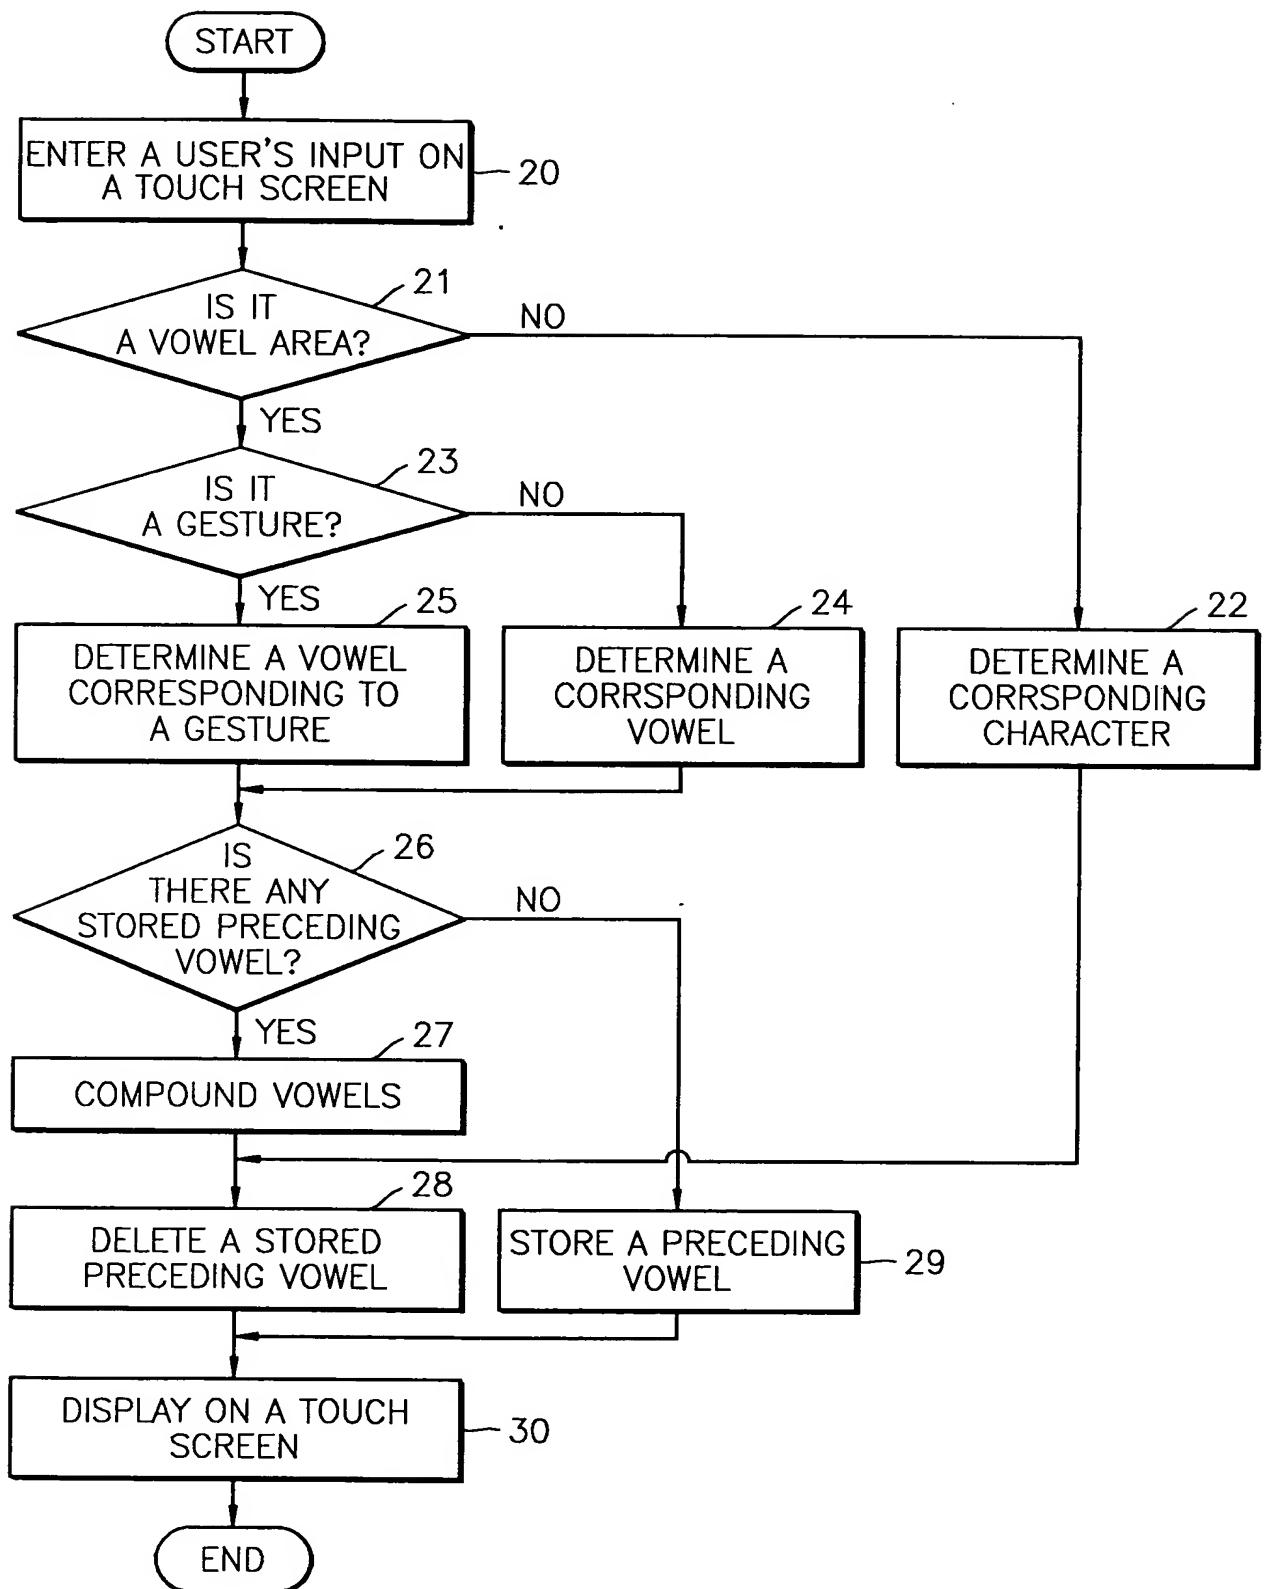 START
ENTER A USER'S INPUT ON
A TOUCH SCREEN
20
IS IT
A VOWEL AREA?
21
NO
YES
IS IT
A GESTURE?
23
NO
YES
DETERMINE A VOWEL
CORRESPONDING TO
A GESTURE
25
DETERMINE A
CORRSPONDING
VOWEL
24
DETERMINE A
CORRSPONDING
CHARACTER
22
IS
THERE ANY
STORED PRECEDING
VOWEL?
26
NO
YES
COMPOUND VOWELS
27
DELETE A STORED
PRECEDING VOWEL
28
STORE A PRECEDING
VOWEL
29
DISPLAY ON A TOUCH
SCREEN
30
END